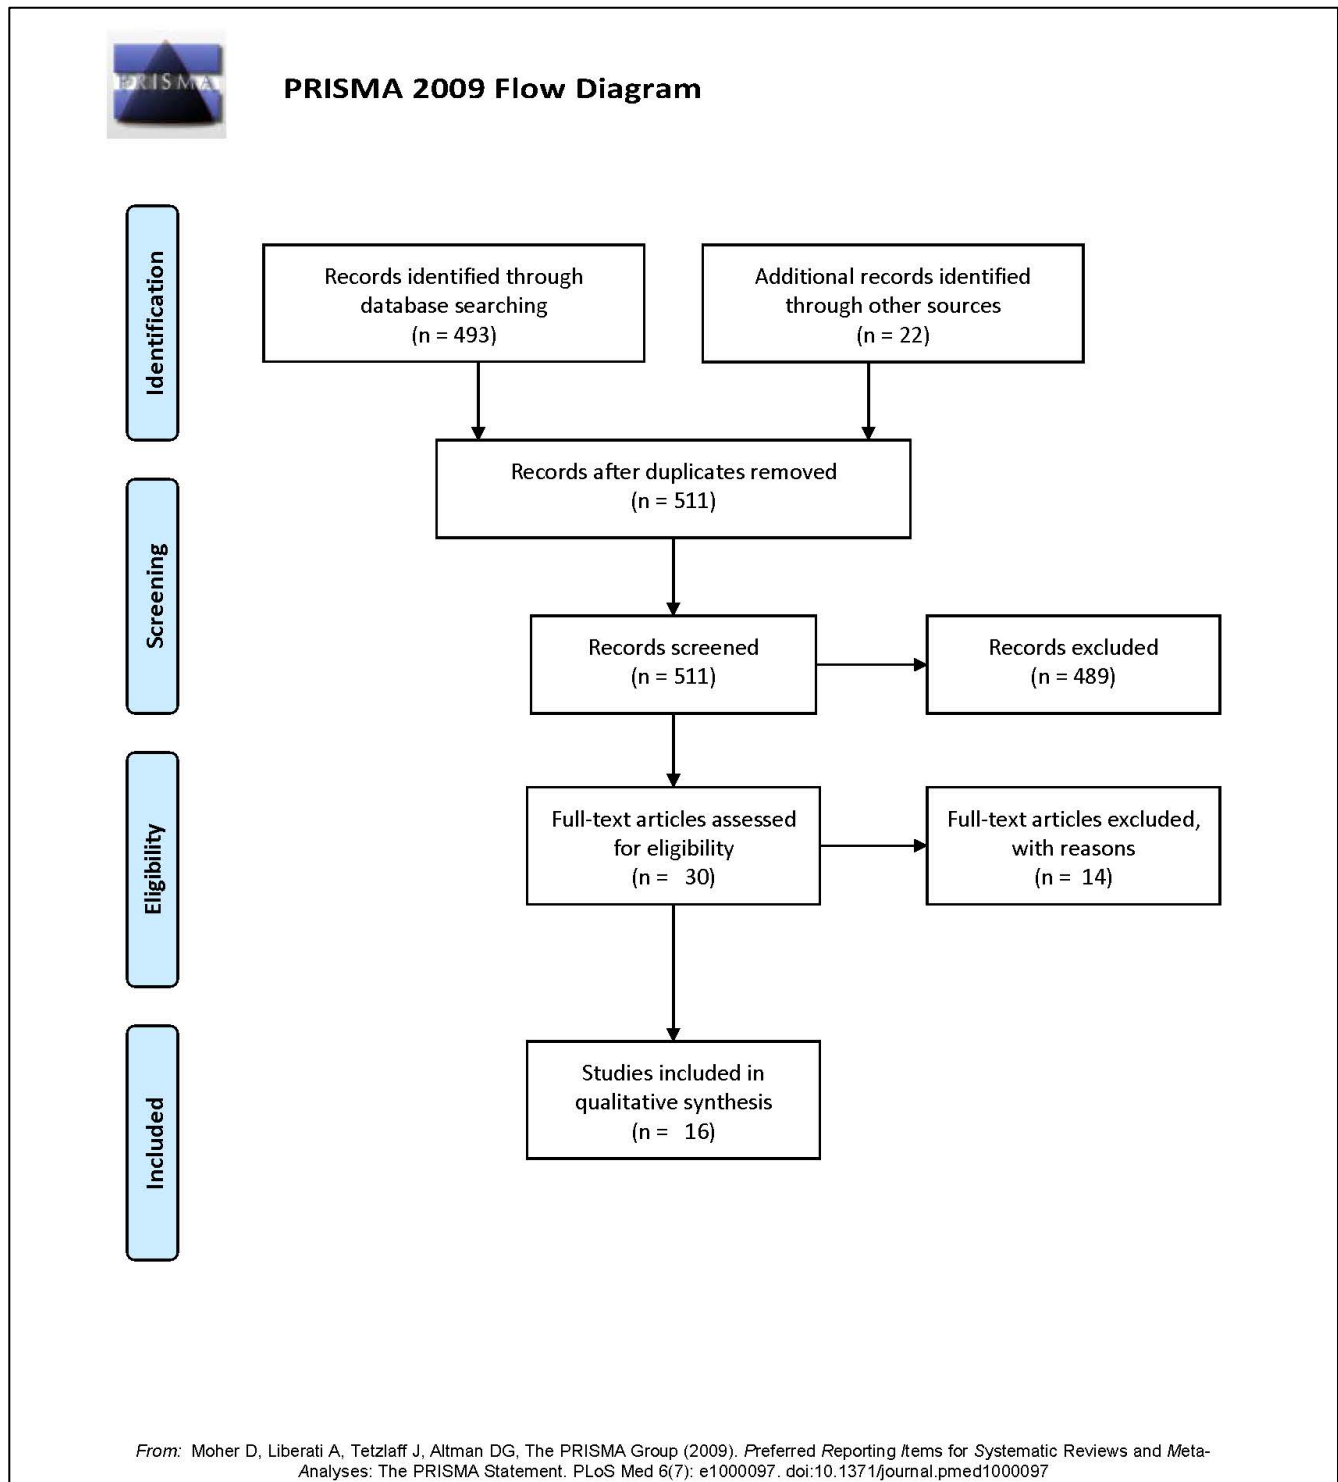 PRISMA
PRISMA 2009 Flow Diagram
Identification
Records identified through
database searching
(n = 493)
Additional records identified
through other sources
(n = 22)
Records after duplicates removed
(n = 511)
Screening
Records screened
(n = 511)
Records excluded
(n = 489)
Eligibility
Full-text articles assessed
for eligibility
(n =   30)
Full-text articles excluded,
with reasons
(n =  14)
Included
Studies included in
qualitative synthesis
(n =   16)
From:  Moher D, Liberati A, Tetzlaff J, Altman DG, The PRISMA Group (2009). Preferred Reporting Items for Systematic Reviews and Meta-
Analyses: The PRISMA Statement. PLoS Med 6(7): e1000097. doi:10.1371/journal.pmed1000097